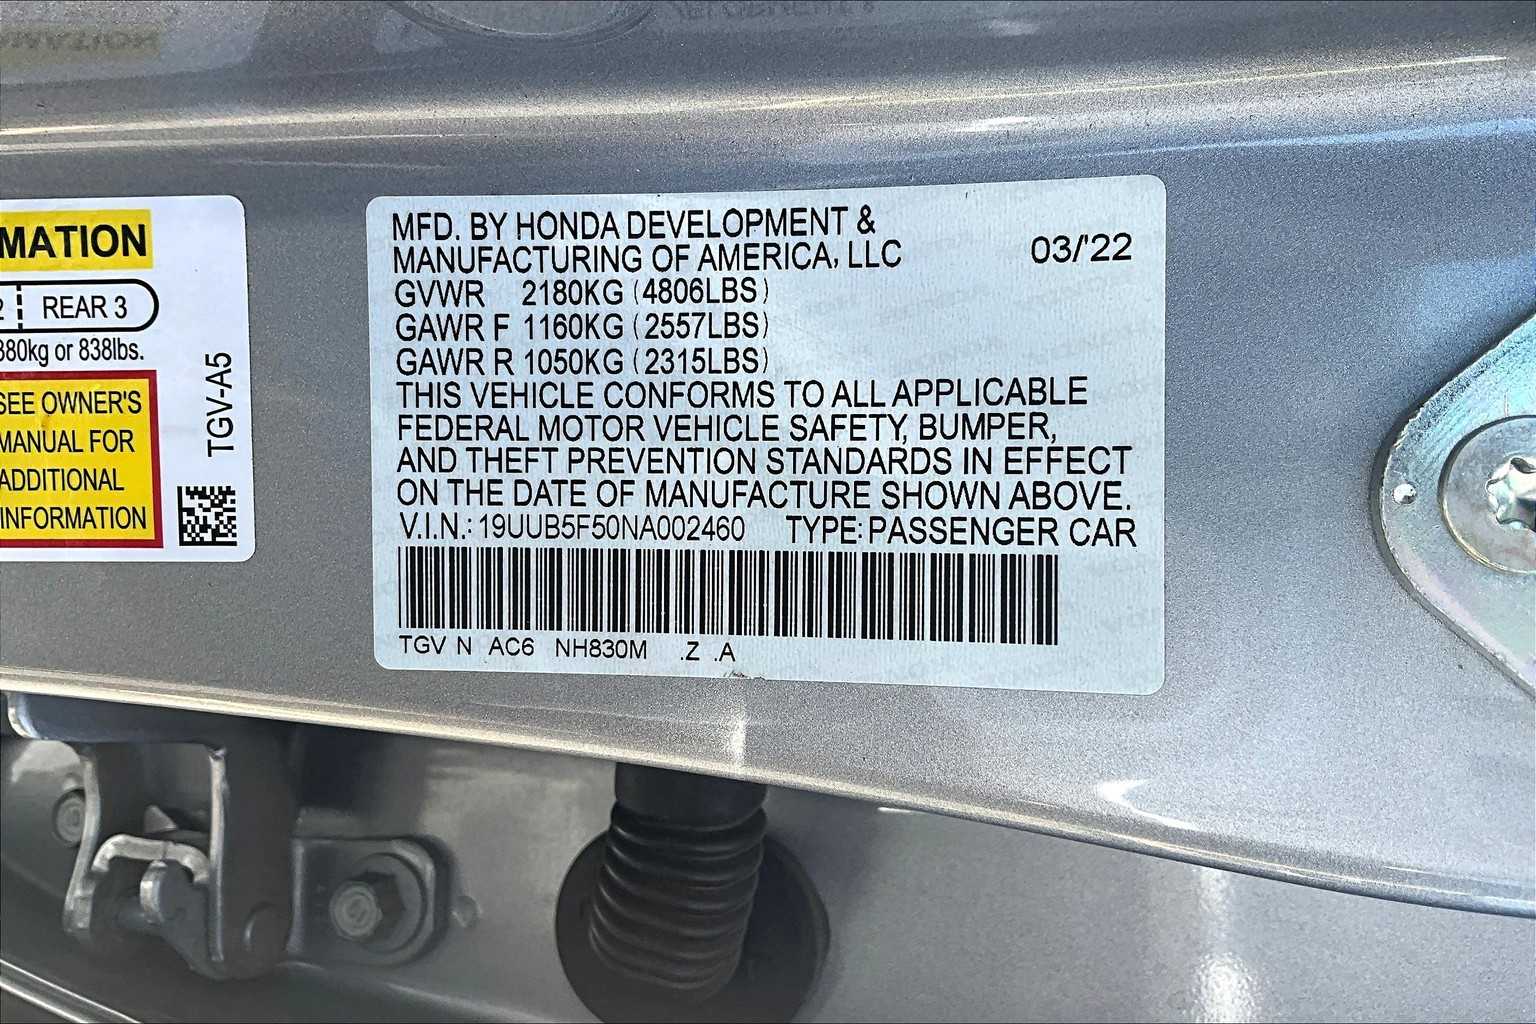 MATION
2 REAR 3
380kg or 838lbs.
SEE OWNER'S
MANUAL FOR
ADDITIONAL
INFORMATION
TGV-A5
MFD. BY HONDA DEVELOPMENT &
MANUFACTURING OF AMERICA, LLC
03/'22
GVWR 2180KG (4806LBS)
GAWR F 1160KG (2557LBS)
GAWR R 1050KG (2315LBS)
THIS VEHICLE CONFORMS TO ALL APPLICABLE
FEDERAL MOTOR VEHICLE SAFETY, BUMPER,
AND THEFT PREVENTION STANDARDS IN EFFECT
ON THE DATE OF MANUFACTURE SHOWN ABOVE.
V.I.N.: 19UUB5F50NA002460 TYPE: PASSENGER CAR
TGV N AC6 NH830M .Z .A